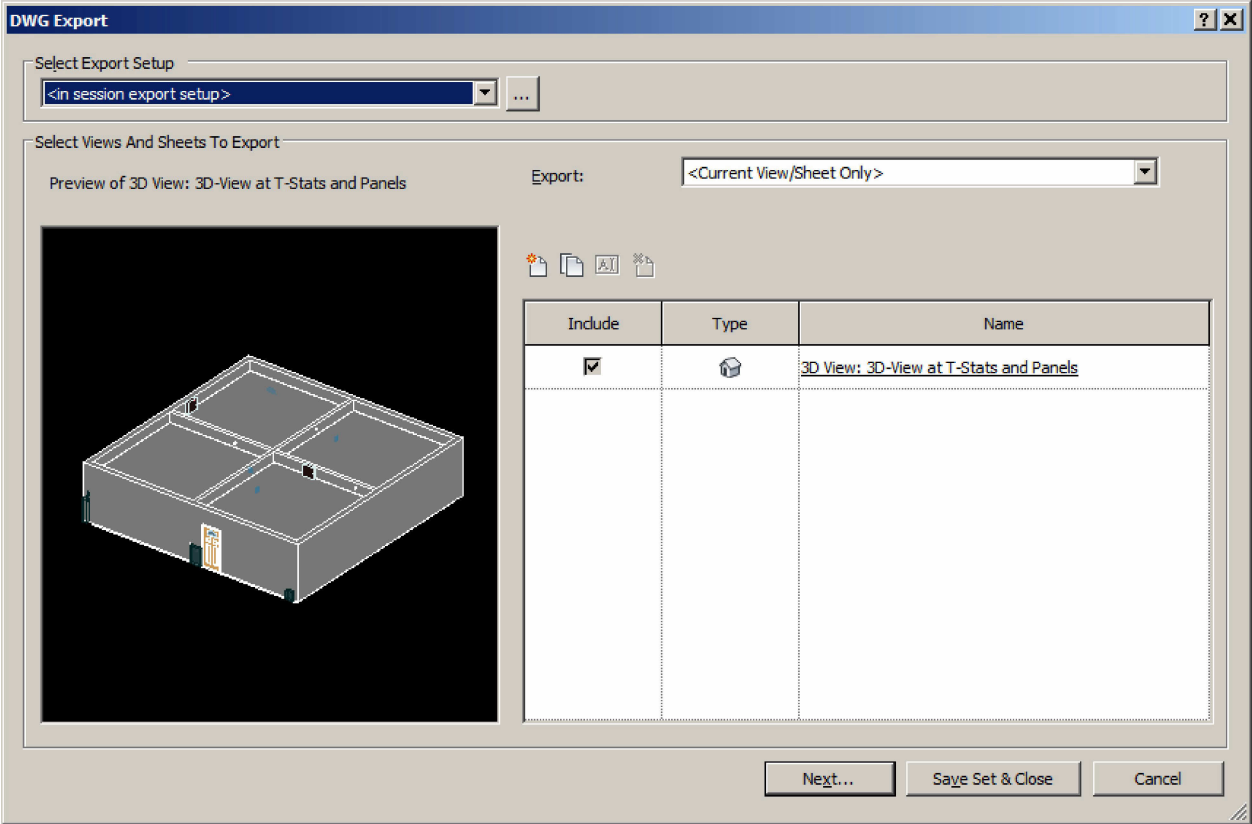 DWG Export
Select Export Setup
<in session export setup>
...
Select Views And Sheets To Export
Preview of 3D View: 3D-View at T-Stats and Panels
Export:
<Current View/Sheet Only>
AI
Include Type Name
3D View: 3D-View at T-Stats and Panels
Next... Save Set & Close Cancel